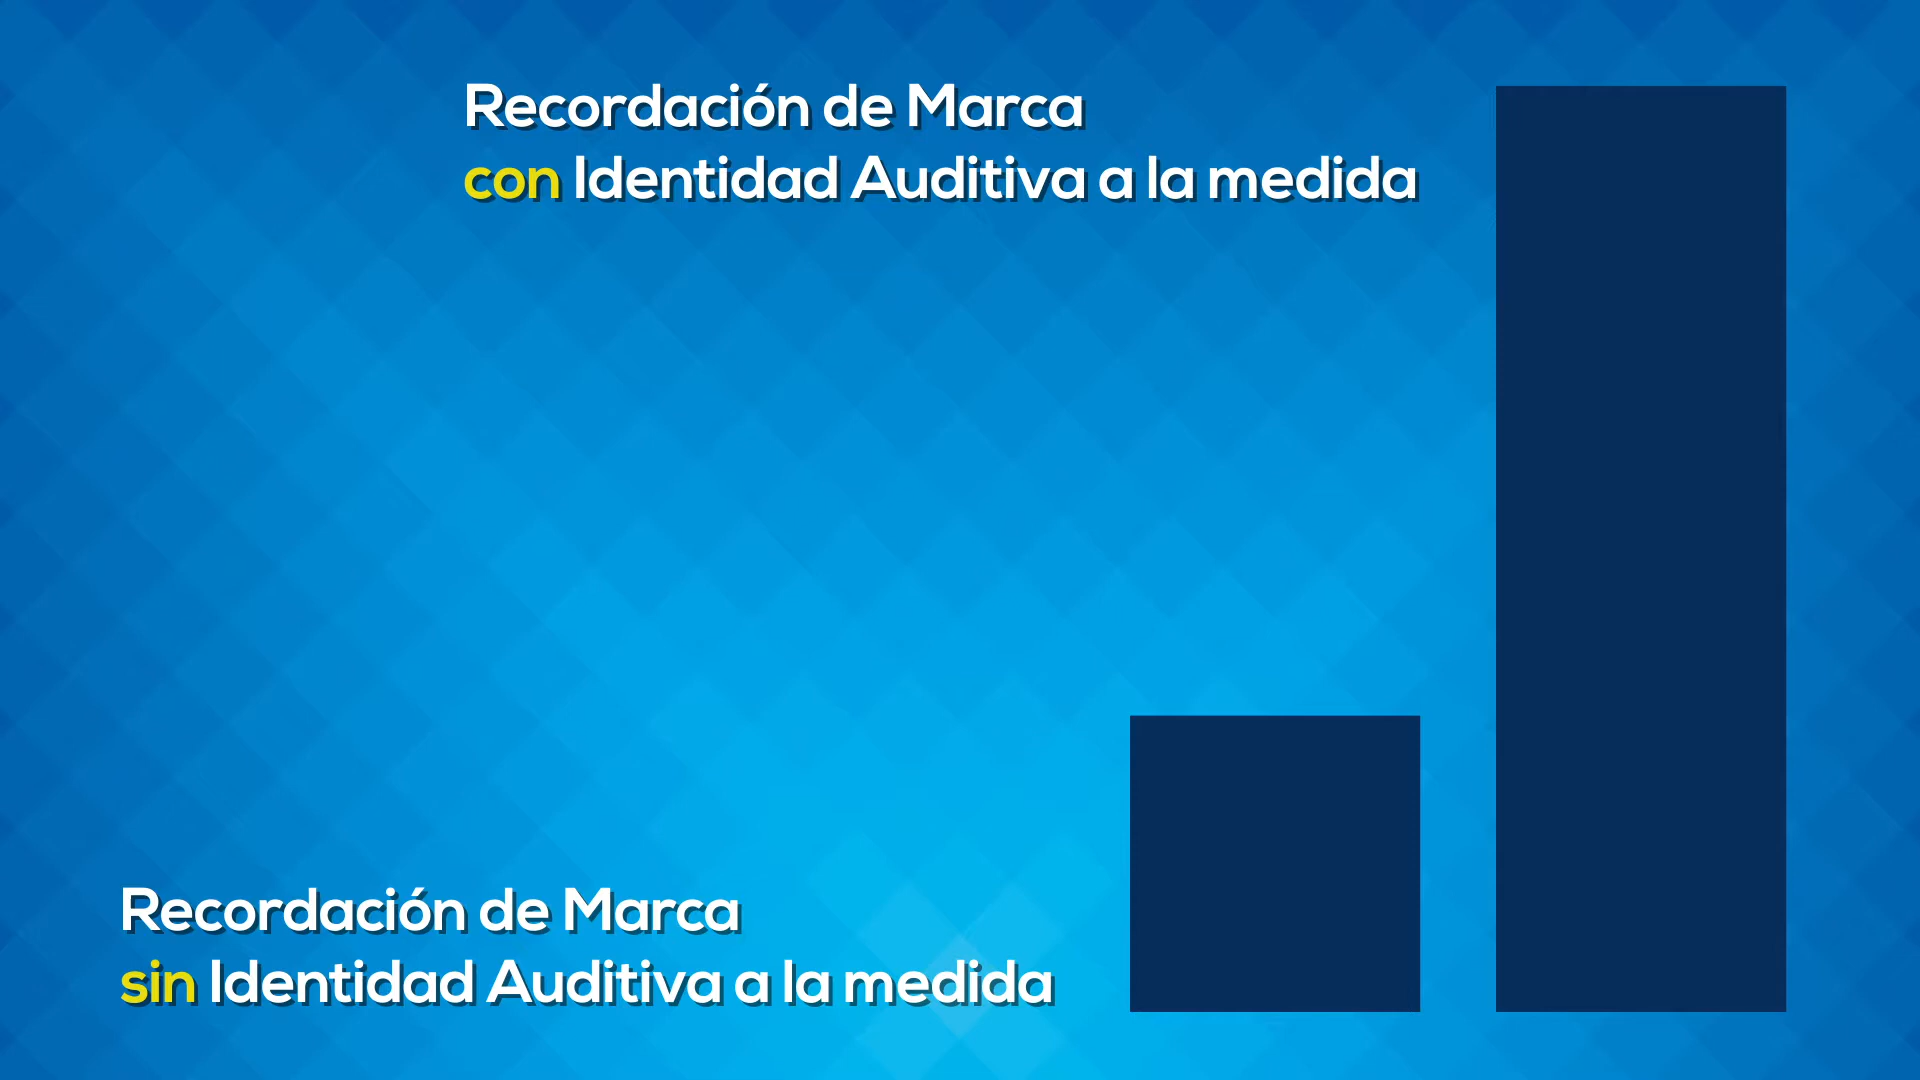 Recordación de Marca
con Identidad Auditiva a la medida
Recordación de Marca
sin Identidad Auditiva a la medida